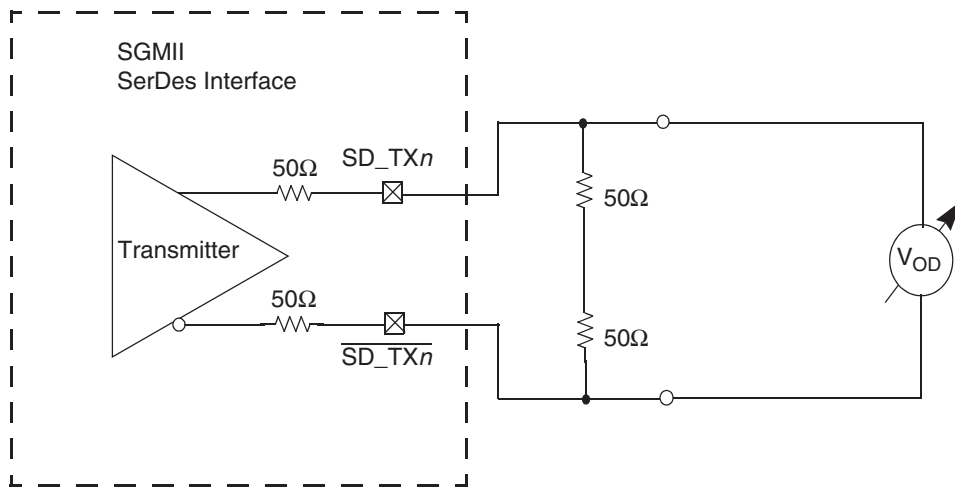 SGMII
SerDes Interface
50Ω
SD_TXn
50Ω
Transmitter
VOD
50Ω
50Ω
SD_TXn